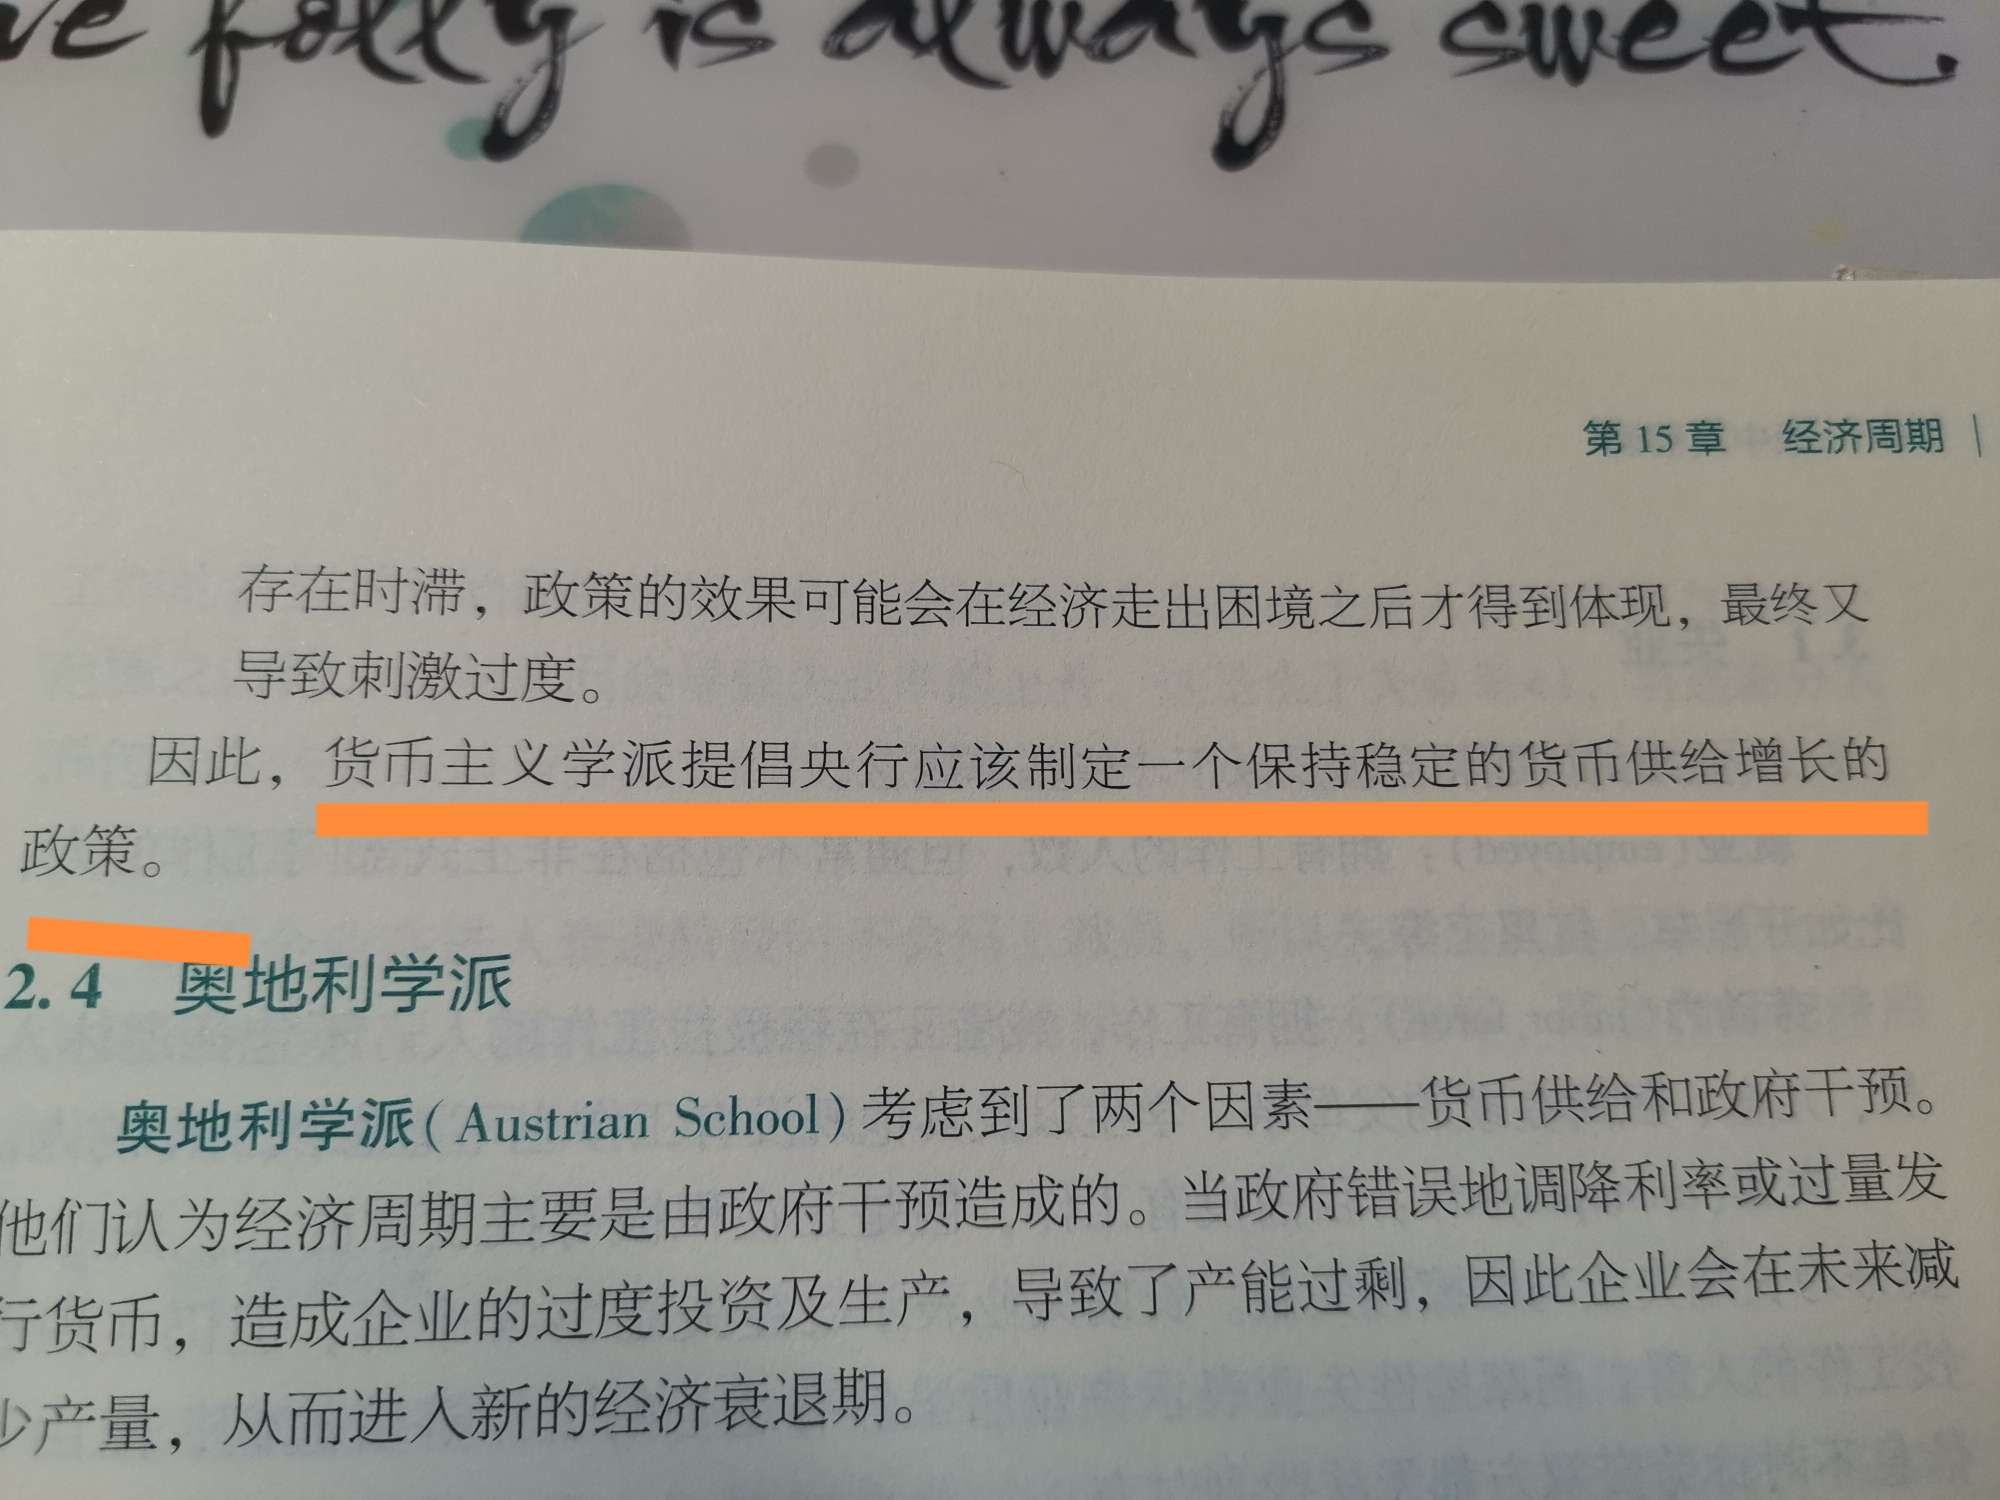 folly is always sweet.
第 15 章 经济周期
存在时滞，政策的效果可能会在经济走出困境之后才得到体现，最终又
导致刺激过度。
因此，货币主义学派提倡央行应该制定一个保持稳定的货币供给增长的
政策。
2.4 奥地利学派
奥地利学派(Austrian School)考虑到了两个因素——货币供给和政府干预。
他们认为经济周期主要是由政府干预造成的。当政府错误地调降利率或过量发
行货币，造成企业的过度投资及生产，导致了产能过剩，因此企业会在未来减
少产量，从而进入新的经济衰退期。